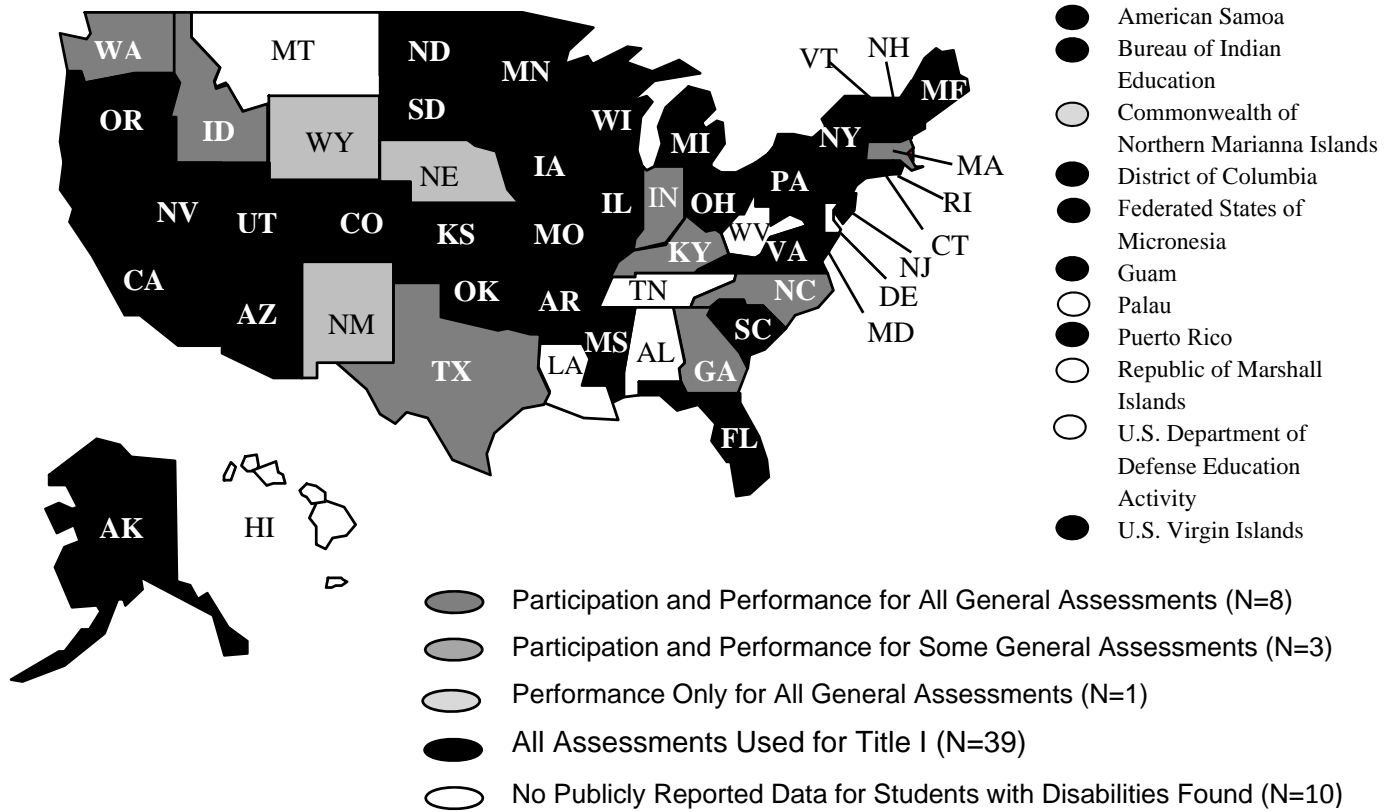 WA
MT
ND
MN
VT
NH
ME
OR
ID
WY
SD
WI
MI
NY
MA
NE
IA
PA
RI
NV
UT
CO
KS
MO
IL
IN
OH
WV
VA
CT
NJ
KY
DE
CA
AZ
NM
OK
AR
TN
NC
MD
TX
LA
MS
AL
GA
SC
FL
AK
HI
American Samoa
Bureau of Indian
Education
Commonwealth of
Northern Marianna Islands
District of Columbia
Federated States of
Micronesia
Guam
Palau
Puerto Rico
Republic of Marshall
Islands
U.S. Department of
Defense Education
Activity
U.S. Virgin Islands
Participation and Performance for All General Assessments (N=8)
Participation and Performance for Some General Assessments (N=3)
Performance Only for All General Assessments (N=1)
All Assessments Used for Title I (N=39)
No Publicly Reported Data for Students with Disabilities Found (N=10)